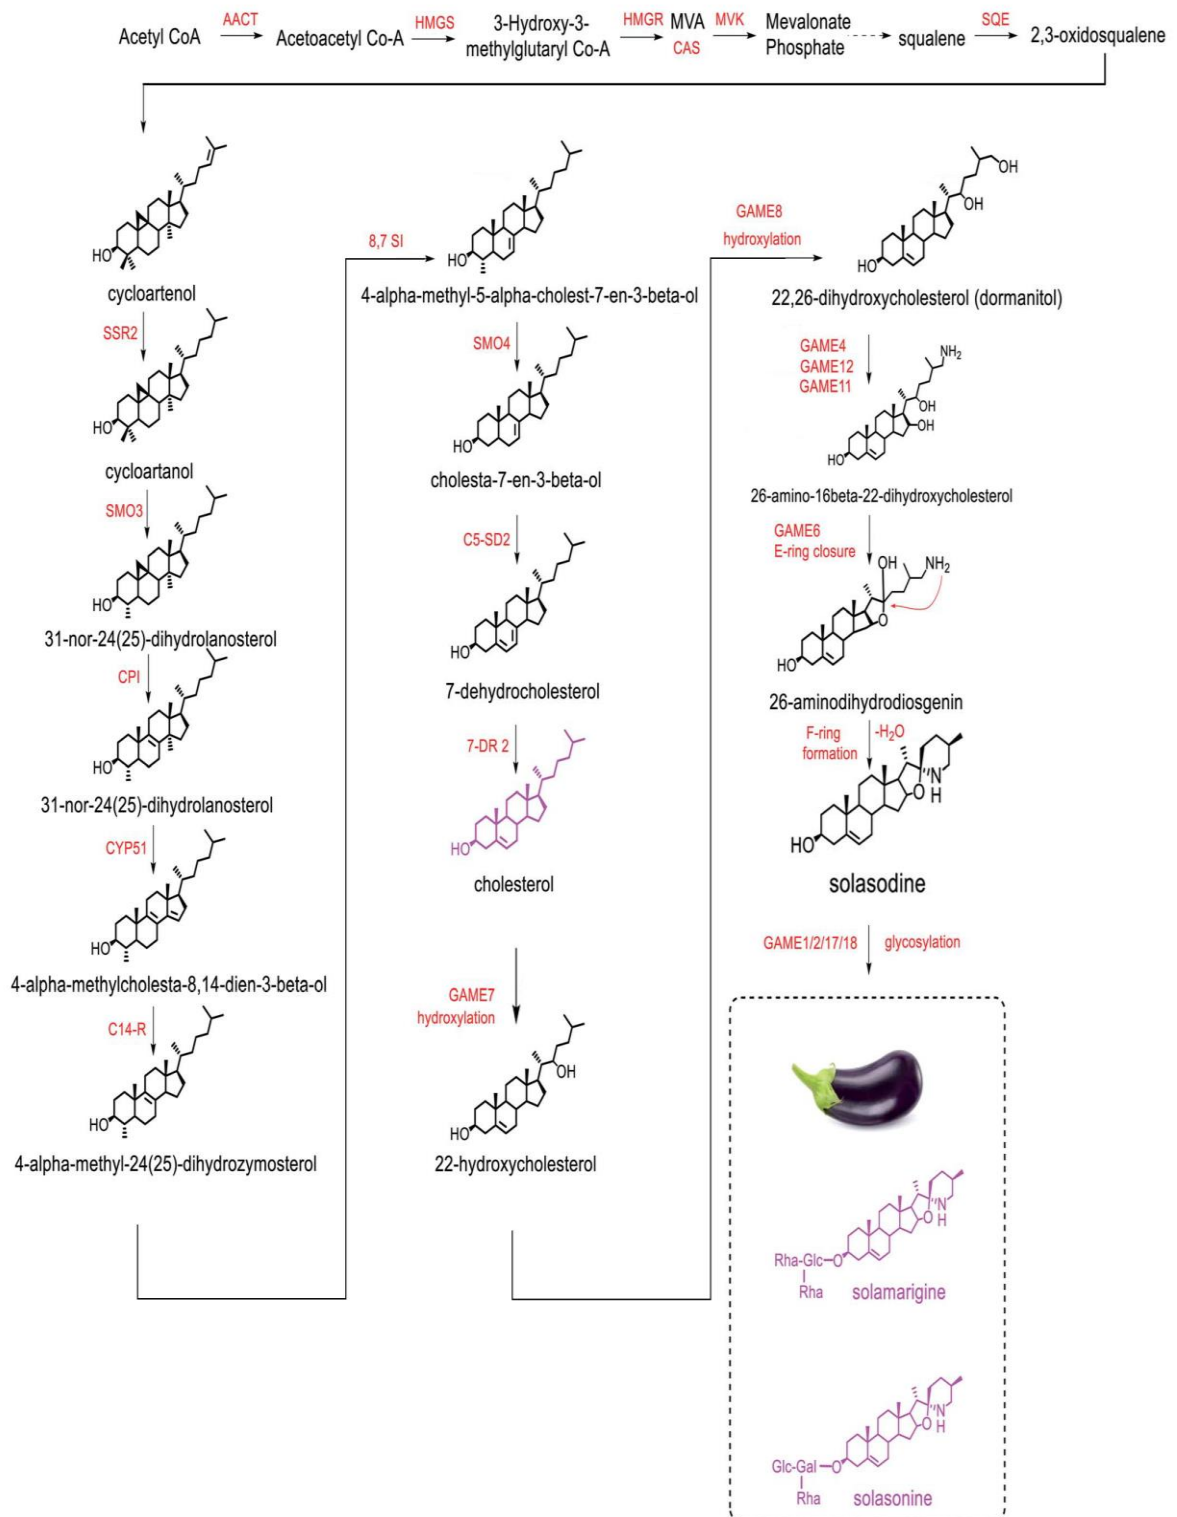 Acetyl CoA
AACT
Acetoacetyl Co-A
HMGS
3-Hydroxy-3-
methylglutaryl Co-A
HMGR
MVA
CAS
MVK
Mevalonate
Phosphate
squalene
SQE
2,3-oxidosqualene
HO
cycloartenol
SSR2
HO
cycloartanol
SMO3
HO
31-nor-24(25)-dihydrolanosterol
CPI
HO
31-nor-24(25)-dihydrolanosterol
CYP51
HO
4-alpha-methylcholesta-8,14-dien-3-beta-ol
C14-R
HO
4-alpha-methyl-24(25)-dihydrozymosterol
8,7 SI
HO
4-alpha-methyl-5-alpha-cholest-7-en-3-beta-ol
SMO4
HO
cholesta-7-en-3-beta-ol
C5-SD2
HO
7-dehydrocholesterol
7-DR 2
HO
cholesterol
GAME7
hydroxylation
OH
HO
22-hydroxycholesterol
GAME8
hydroxylation
OH
OH
HO
22,26-dihydroxycholesterol (dormanitol)
GAME4
GAME12
GAME11
NH2
OH
OH
HO
26-amino-16beta-22-dihydroxycholesterol
GAME6
E-ring closure
OH
NH2
O
HO
26-aminodihydrodiosgenin
F-ring
formation
-H2O
O
N
H
HO
solasodine
GAME1/2/17/18
glycosylation
O
N
H
Rha-Glc-O
Rha
solamarigine
O
N
H
Glc-Gal-O
Rha
solasonine